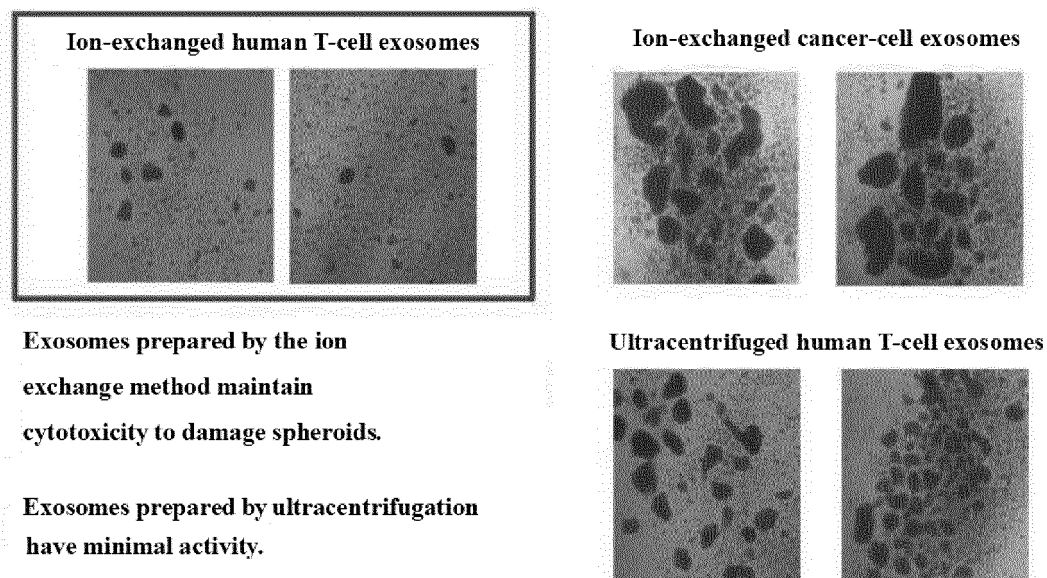 Ion-exchanged human T-cell exosomes
Ion-exchanged cancer-cell exosomes
Exosomes prepared by the ion
exchange method maintain
cytotoxicity to damage spheroids.
Exosomes prepared by ultracentrifugation
have minimal activity.
Ultracentrifuged human T-cell exosomes